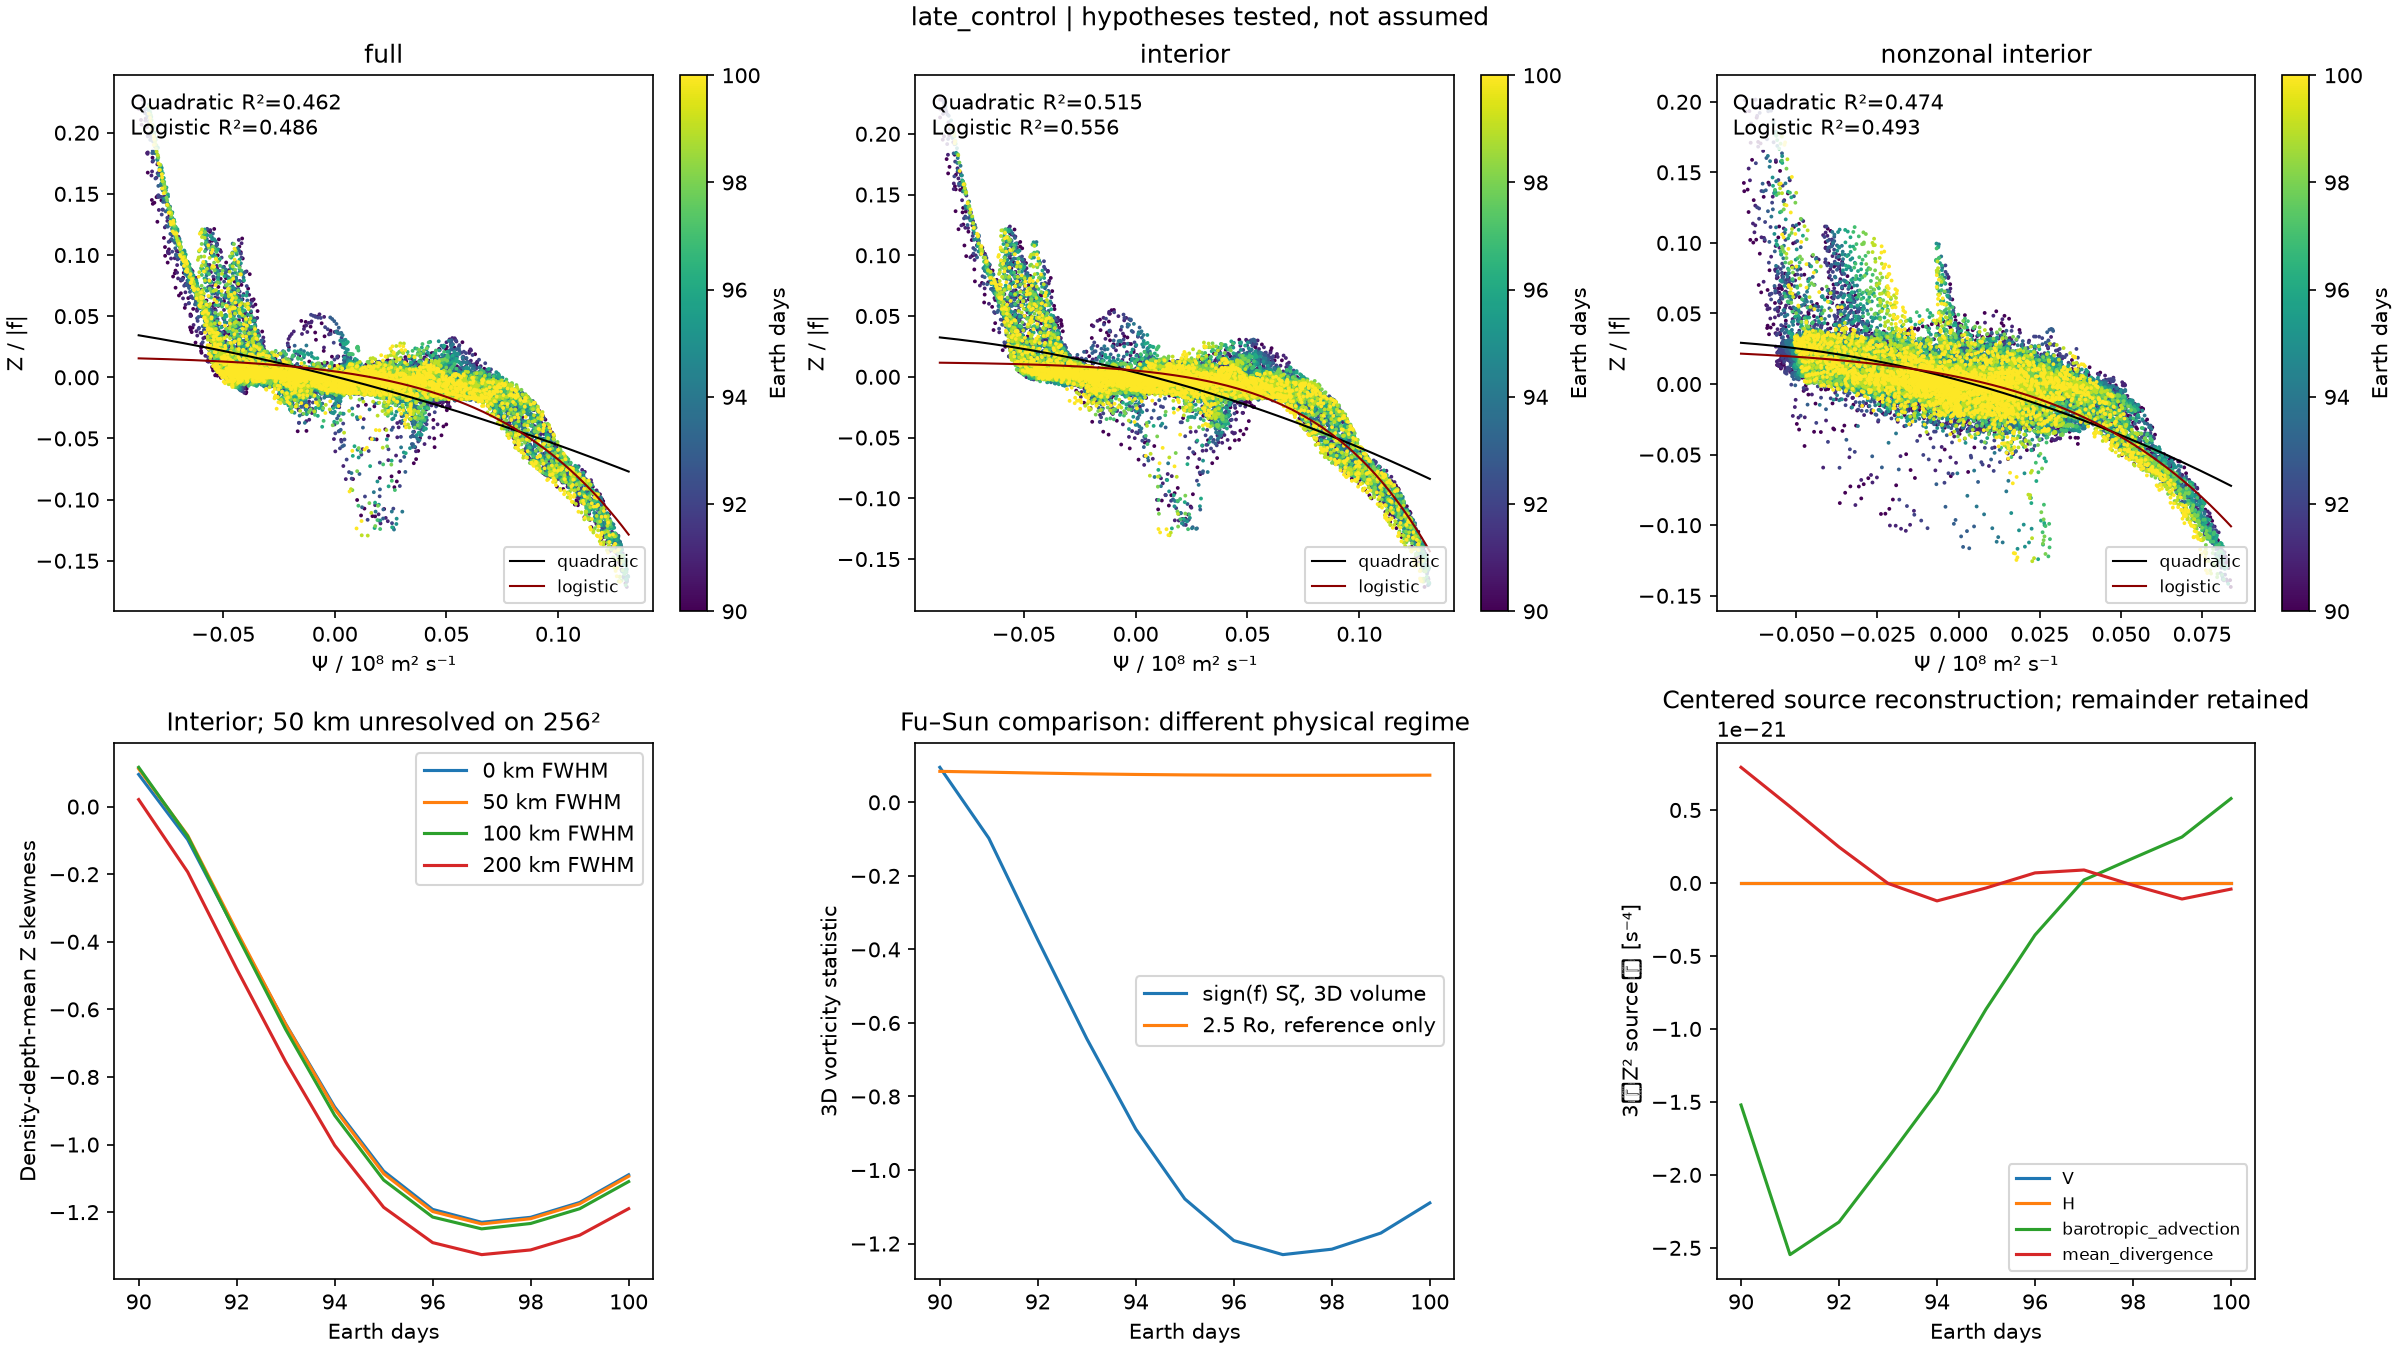 late_control | hypotheses tested, not assumed
full
Quadratic R²=0.462
Logistic R²=0.486
0.20
0.15
0.10
0.05
0.00
−0.05
−0.10
−0.15
Z / |f|
−0.05 0.00 0.05 0.10
Ψ / 10⁸ m² s⁻¹
quadratic
logistic
100
98
96
94
92
90
Earth days
interior
Quadratic R²=0.515
Logistic R²=0.556
0.20
0.15
0.10
0.05
0.00
−0.05
−0.10
−0.15
Z / |f|
−0.05 0.00 0.05 0.10
Ψ / 10⁸ m² s⁻¹
quadratic
logistic
100
98
96
94
92
90
Earth days
nonzonal interior
Quadratic R²=0.474
Logistic R²=0.493
0.20
0.15
0.10
0.05
0.00
−0.05
−0.10
−0.15
Z / |f|
−0.050 −0.025 0.000 0.025 0.050 0.075
Ψ / 10⁸ m² s⁻¹
quadratic
logistic
100
98
96
94
92
90
Earth days
Interior; 50 km unresolved on 256²
0 km FWHM
50 km FWHM
100 km FWHM
200 km FWHM
0.0
−0.2
−0.4
−0.6
−0.8
−1.0
−1.2
Density-depth-mean Z skewness
90 92 94 96 98 100
Earth days
Fu–Sun comparison: different physical regime
0.0
−0.2
−0.4
−0.6
−0.8
−1.0
−1.2
3D vorticity statistic
sign(f) Sζ, 3D volume
2.5 Ro, reference only
90 92 94 96 98 100
Earth days
Centered source reconstruction; remainder retained
1e−21
0.5
0.0
−0.5
−1.0
−1.5
−2.0
−2.5
3 Z² source [s⁻⁴]
V
H
barotropic_advection
mean_divergence
90 92 94 96 98 100
Earth days